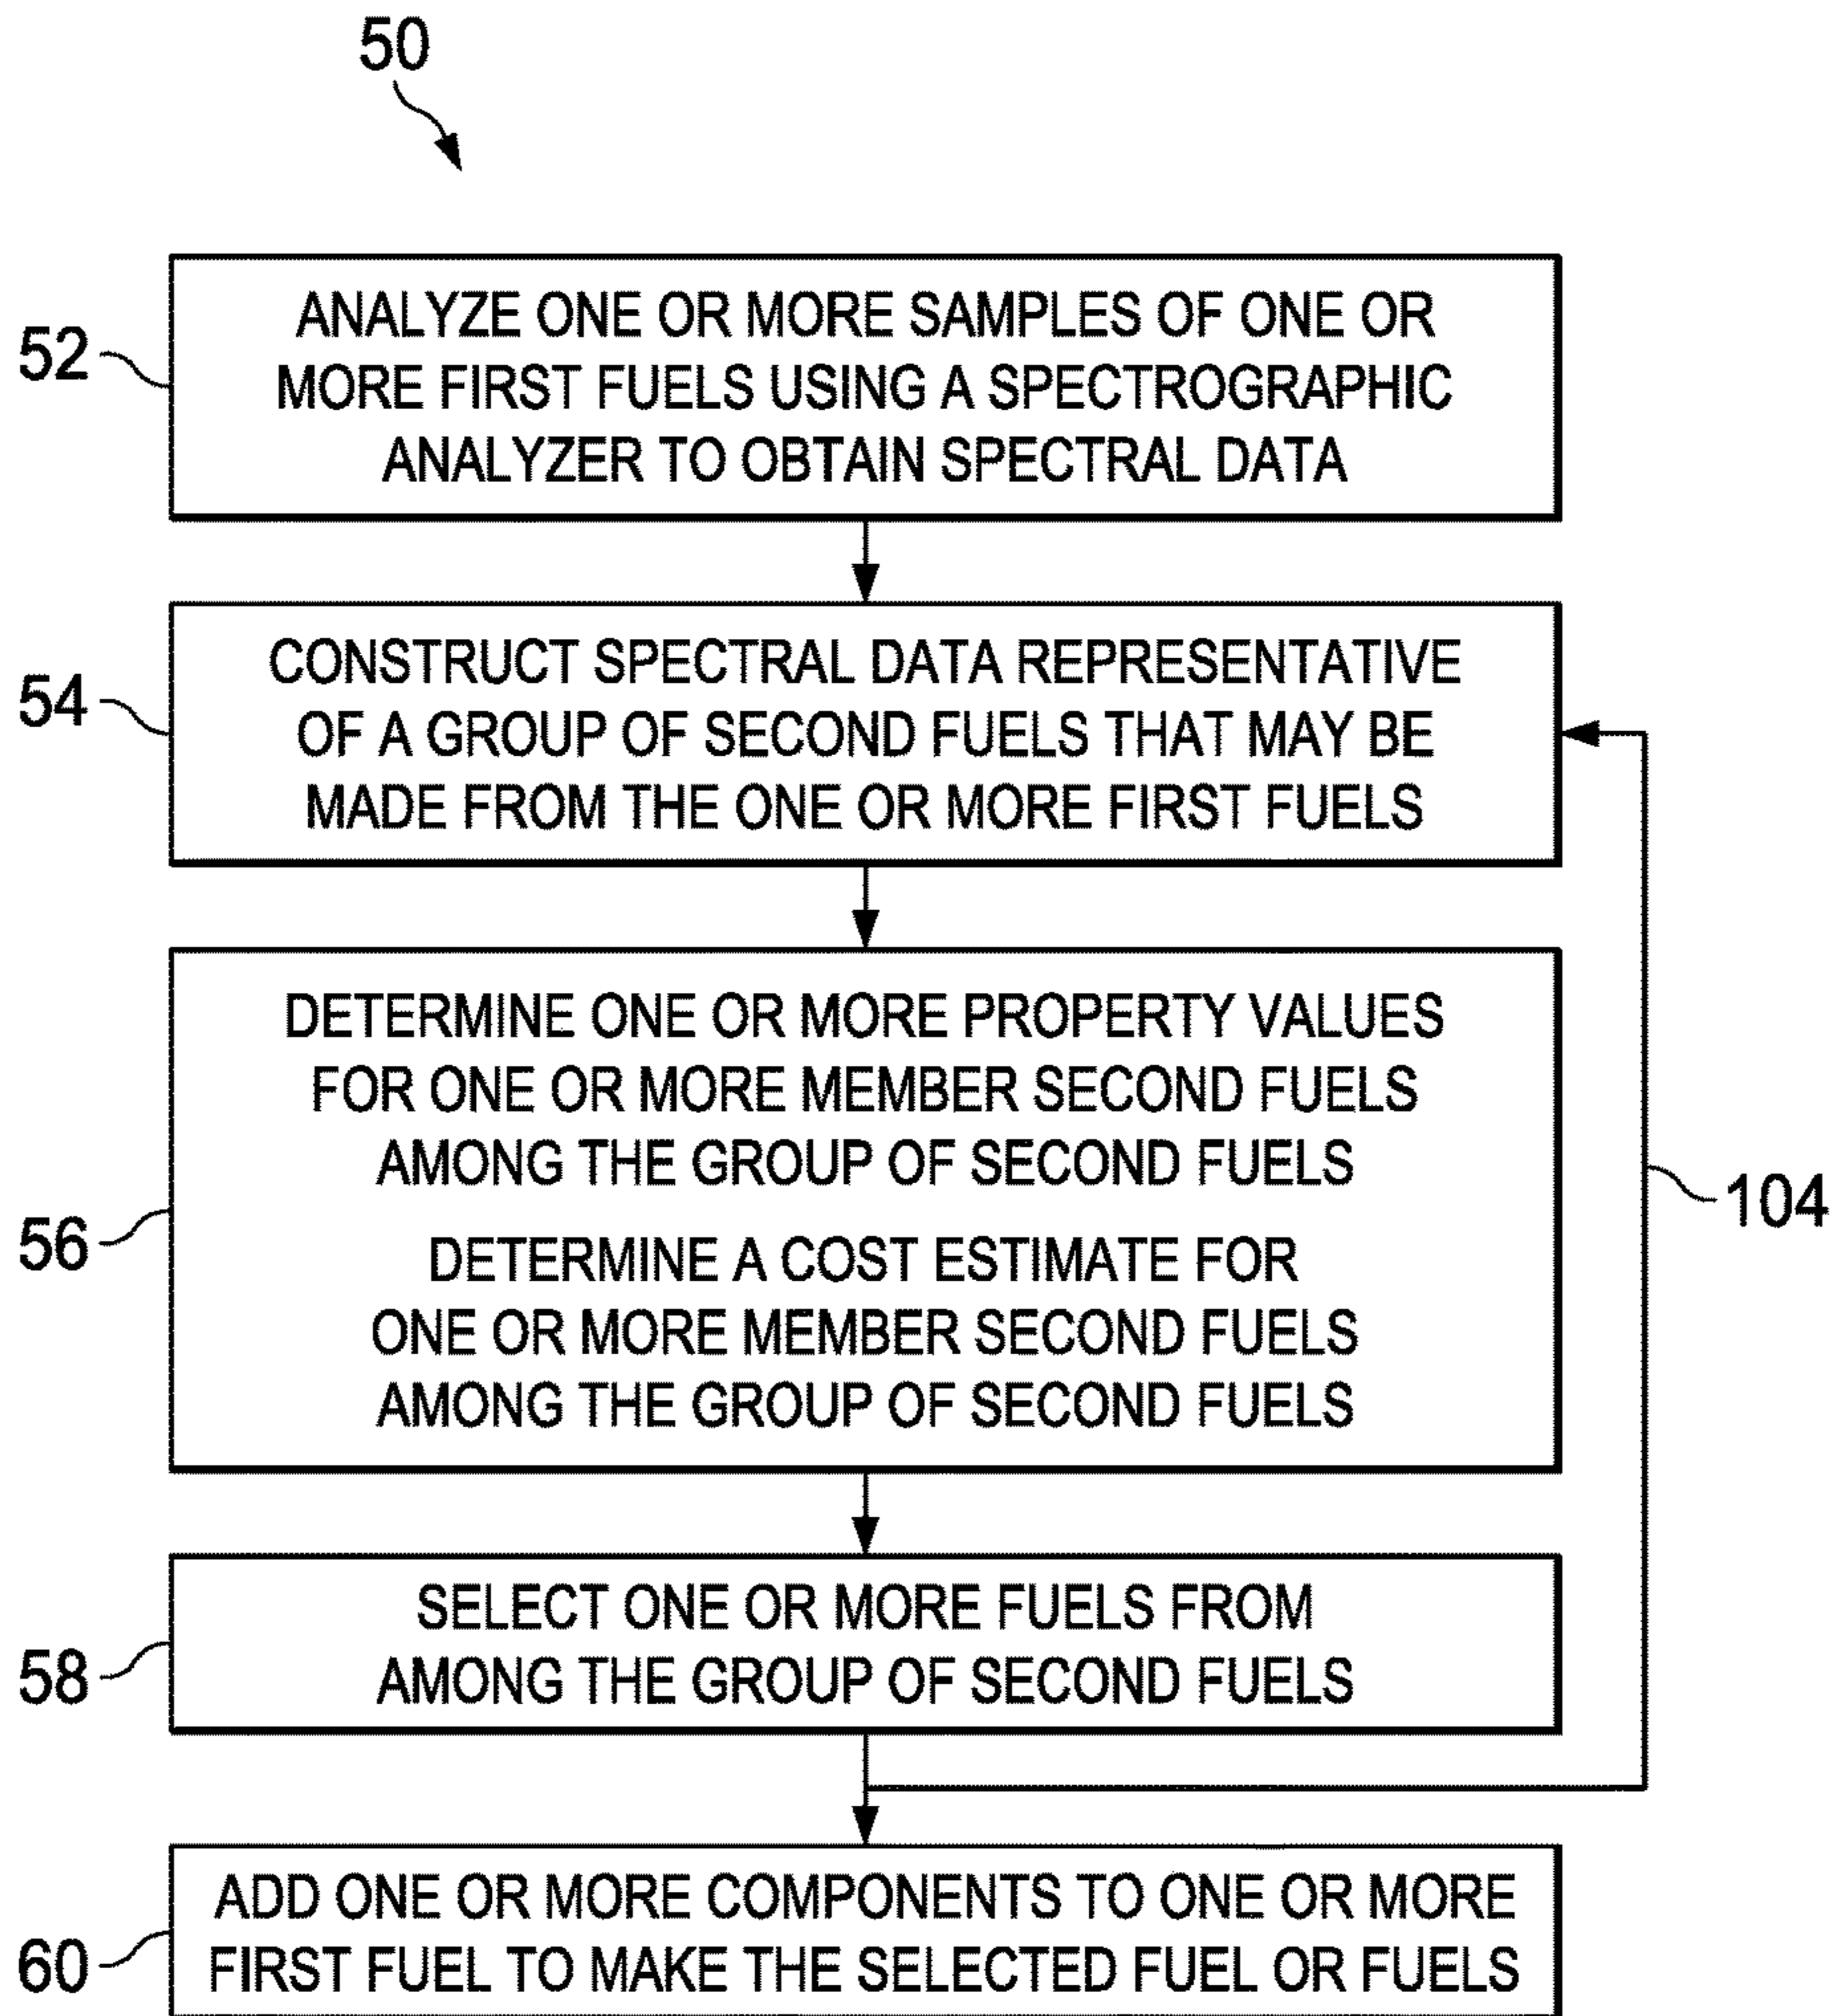 50
52
ANALYZE ONE OR MORE SAMPLES OF ONE OR
MORE FIRST FUELS USING A SPECTROGRAPHIC
ANALYZER TO OBTAIN SPECTRAL DATA
54
CONSTRUCT SPECTRAL DATA REPRESENTATIVE
OF A GROUP OF SECOND FUELS THAT MAY BE
MADE FROM THE ONE OR MORE FIRST FUELS
56
DETERMINE ONE OR MORE PROPERTY VALUES
FOR ONE OR MORE MEMBER SECOND FUELS
AMONG THE GROUP OF SECOND FUELS
DETERMINE A COST ESTIMATE FOR
ONE OR MORE MEMBER SECOND FUELS
AMONG THE GROUP OF SECOND FUELS
104
58
SELECT ONE OR MORE FUELS FROM
AMONG THE GROUP OF SECOND FUELS
60
ADD ONE OR MORE COMPONENTS TO ONE OR MORE
FIRST FUEL TO MAKE THE SELECTED FUEL OR FUELS